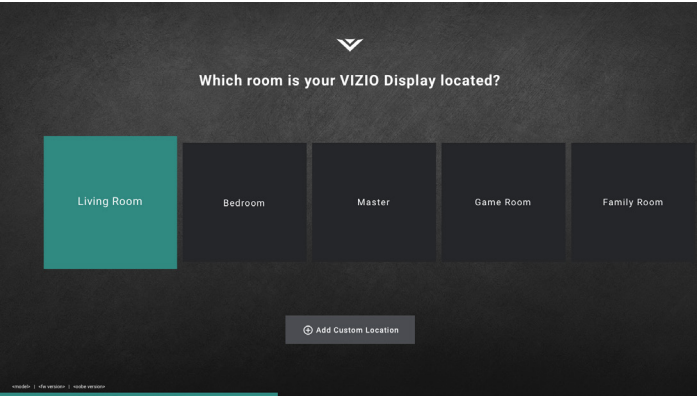 Which room is your VIZIO Display located?
Living Room
Bedroom
Master
Game Room
Family Room
Add Custom Location
<model> | <fw version> | <oobe version>